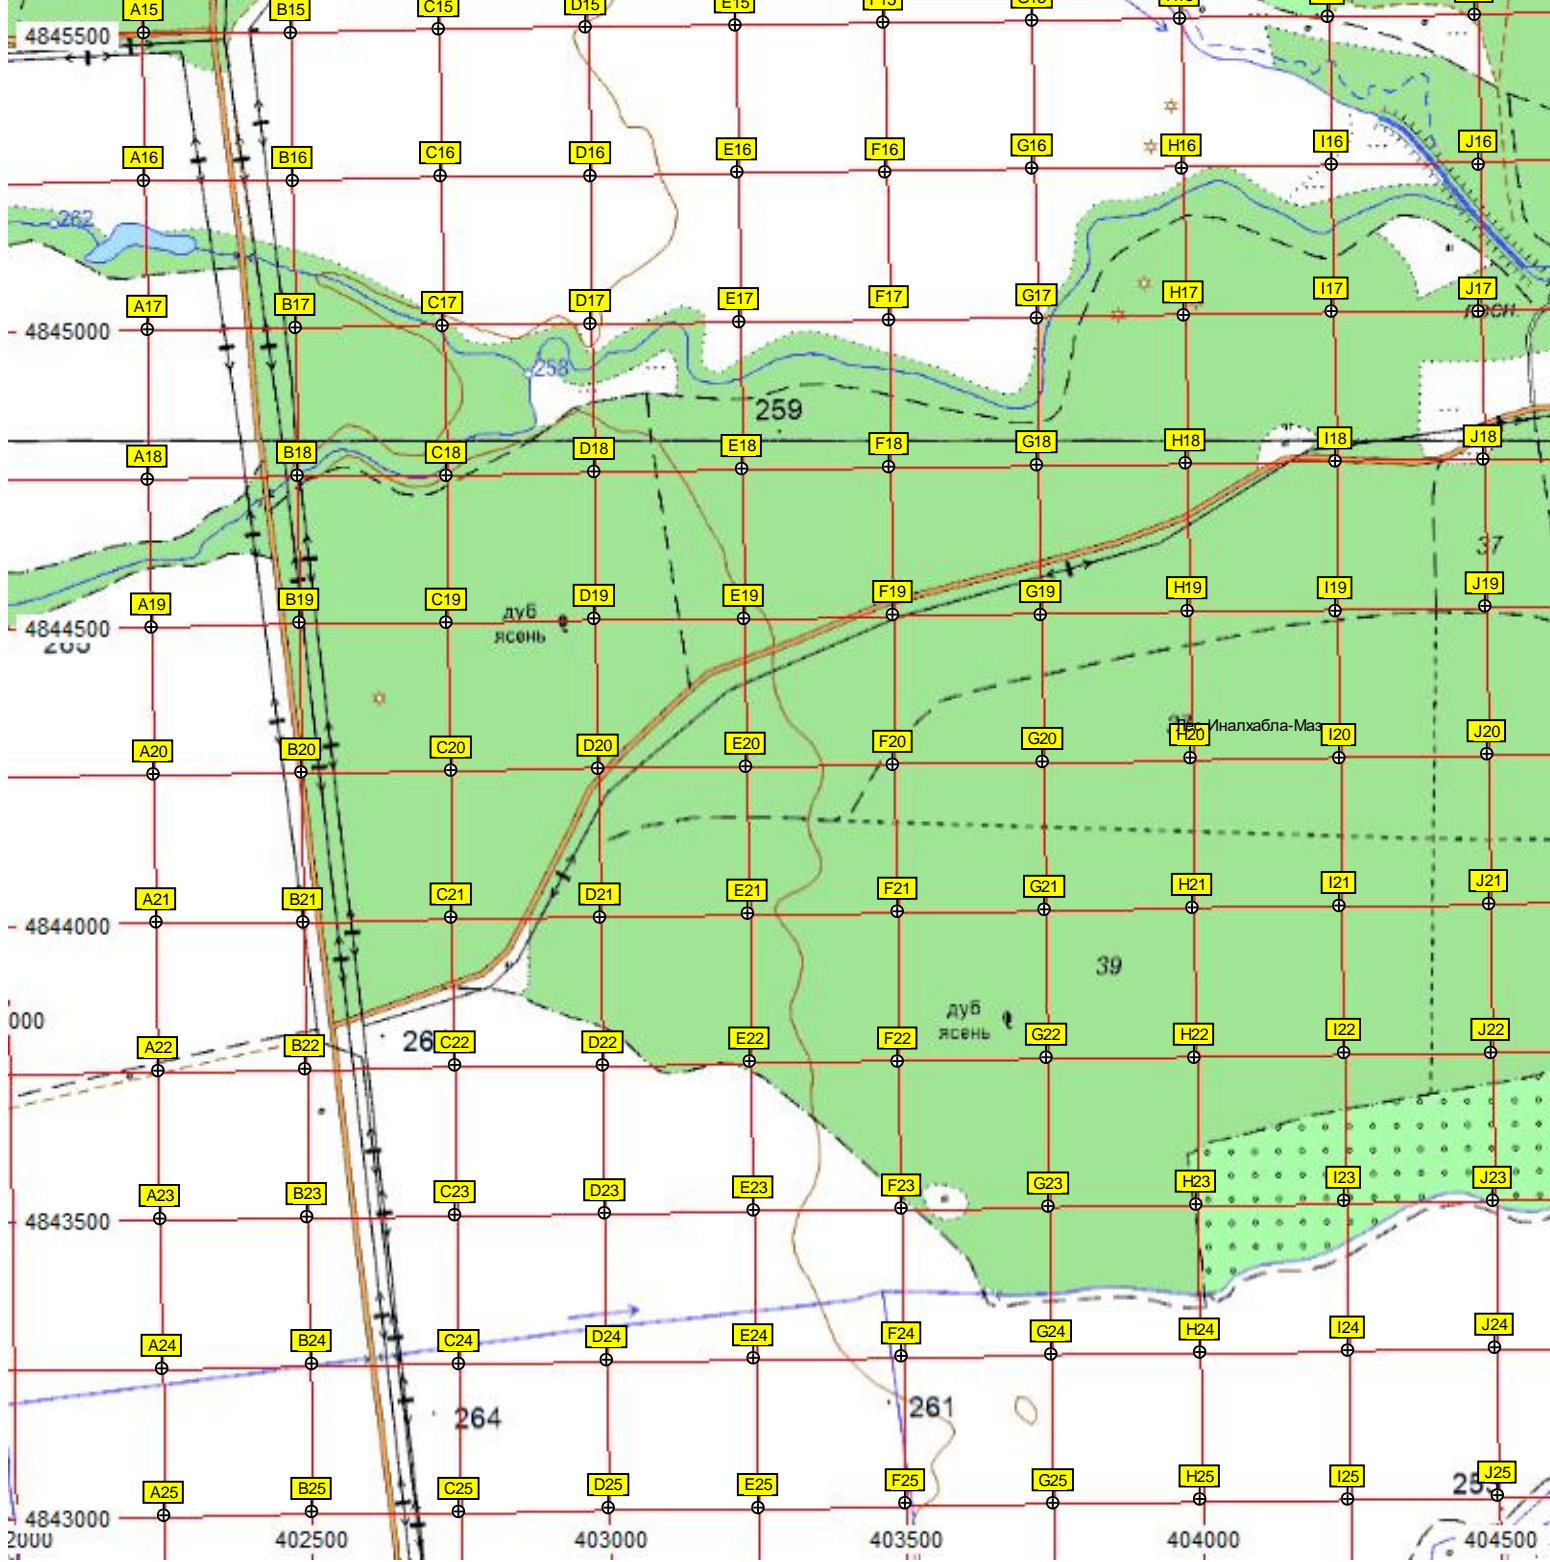 A15 B15 C15 D15 E15
4845500
A16 B16 C16 D16 E16 F16 G16 H16 I16 J16
262
A17 B17 C17 D17 E17 F17 G17 H17 I17 J17
4845000
258
259
A18 B18 C18 D18 E18 F18 G18 H18 I18 J18
37
A19 B19 C19 D19 E19 F19 G19 H19 I19 J19
дуб
ясень
4844500
Лес Иналхабла-Маз
A20 B20 C20 D20 E20 F20 G20 H20 I20 J20
A21 B21 C21 D21 E21 F21 G21 H21 I21 J21
4844000
39
дуб
ясень
000
A22 B22 C22 D22 E22 F22 G22 H22 I22 J22
A23 B23 C23 D23 E23 F23 G23 H23 I23 J23
4843500
A24 B24 C24 D24 E24 F24 G24 H24 I24 J24
264
261
A25 B25 C25 D25 E25 F25 G25 H25 I25 J25
4843000
2000 402500 403000 403500 404000 404500